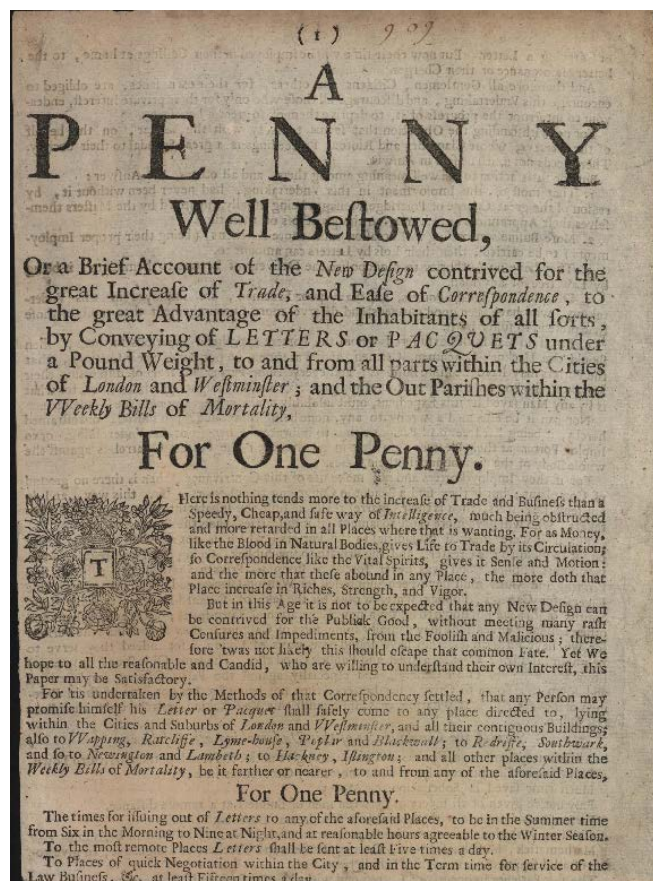 ( 1 ) 909
A
PENNY
Well Beſtowed,
Or a Brief Account of the New Deſign contrived for the
great Increaſe of Trade, and Eaſe of Correſpondence, to
the great Advantage of the Inhabitants of all ſorts,
by Conveying of LETTERS or PACQUETS under
a Pound Weight, to and from all parts within the Cities
of London and Weſtminſter; and the Out Pariſhes within the
VVeekly Bills of Mortality,
For One Penny.
THere is nothing tends more to the increaſe of Trade and Buſineſs than a
Speedy, Cheap,and ſafe way of Intelligence, much being obſtructed
and more retarded in all Places where that is wanting. For as Money,
like the Blood in Natural Bodies,gives Life to Trade by its Circulation;
ſo Correſpondence like the Vital Spirits, gives it Senſe and Motion:
and the more that theſe abound in any Place, the more doth that
Place increaſe in Riches, Strength, and Vigor.
But in this Age it is not to be expected that any New Deſign can
be contrived for the Publick Good, without meeting many raſh
Cenſures and Impediments, from the Fooliſh and Malicious; there-
fore 'twas not likely this ſhould eſcape that common Fate. Yet We
hope to all the reaſonable and Candid, who are willing to underſtand their own Intereſt, this
Paper may be Satisfactory.
For 'tis undertaken by the Methods of that Correſpondency ſettled, that any Perſon may
promiſe himſelf his Letter or Pacquet ſhall ſafely come to any place directed to, lying
within the Cities and Suburbs of London and VVeſtminſter, and all their contiguous Buildings;
alſo to VVapping, Ratcliffe, Lyme-houſe, Poplar and Blackwall; to Redriffe, Southwark,
and ſo to Newington and Lambeth; to Hackney, Iſlington; and all other places within the
Weekly Bills of Mortality, be it farther or nearer, to and from any of the aforeſaid Places,
For One Penny.
The times for iſſuing out of Letters to any of the aforeſaid Places, to be in the Summer time
from Six in the Morning to Nine at Night,and at reaſonable hours agreeable to the Winter Seaſon.
To the moſt remote Places Letters ſhall be ſent at leaſt Five times a day.
To Places of quick Negotiation within the City, and in the Term time for ſervice of the
Law Buſineſs, &c. at leaſt Fifteen times a day.